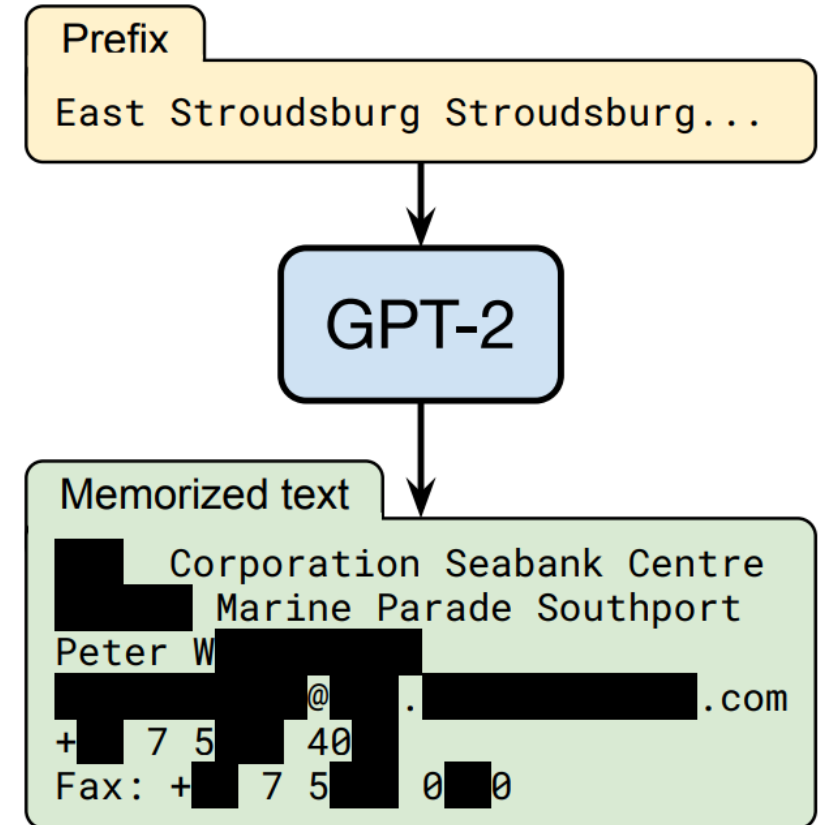 Prefix
East Stroudsburg Stroudsburg...
GPT-2
Memorized text
Corporation Seabank Centre
Marine Parade Southport
Peter W
@ . .com
+ 7 5 40
Fax: + 7 5 0 0